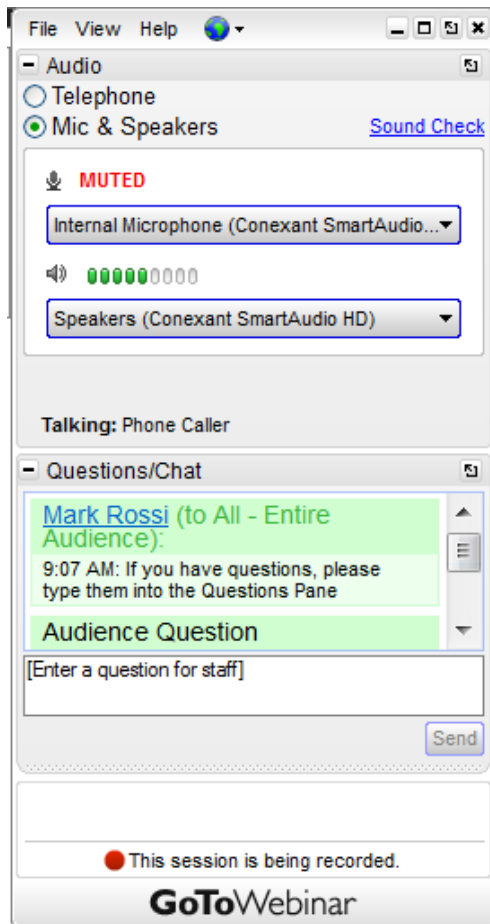 File View Help
Audio
Telephone
Mic & Speakers Sound Check
MUTED
Internal Microphone (Conexant SmartAudio...
Speakers (Conexant SmartAudio HD)
Talking: Phone Caller
Questions/Chat
Mark Rossi (to All - Entire
Audience):
9:07 AM: If you have questions, please
type them into the Questions Pane
Audience Question
[Enter a question for staff]
Send
This session is being recorded.
GoToWebinar